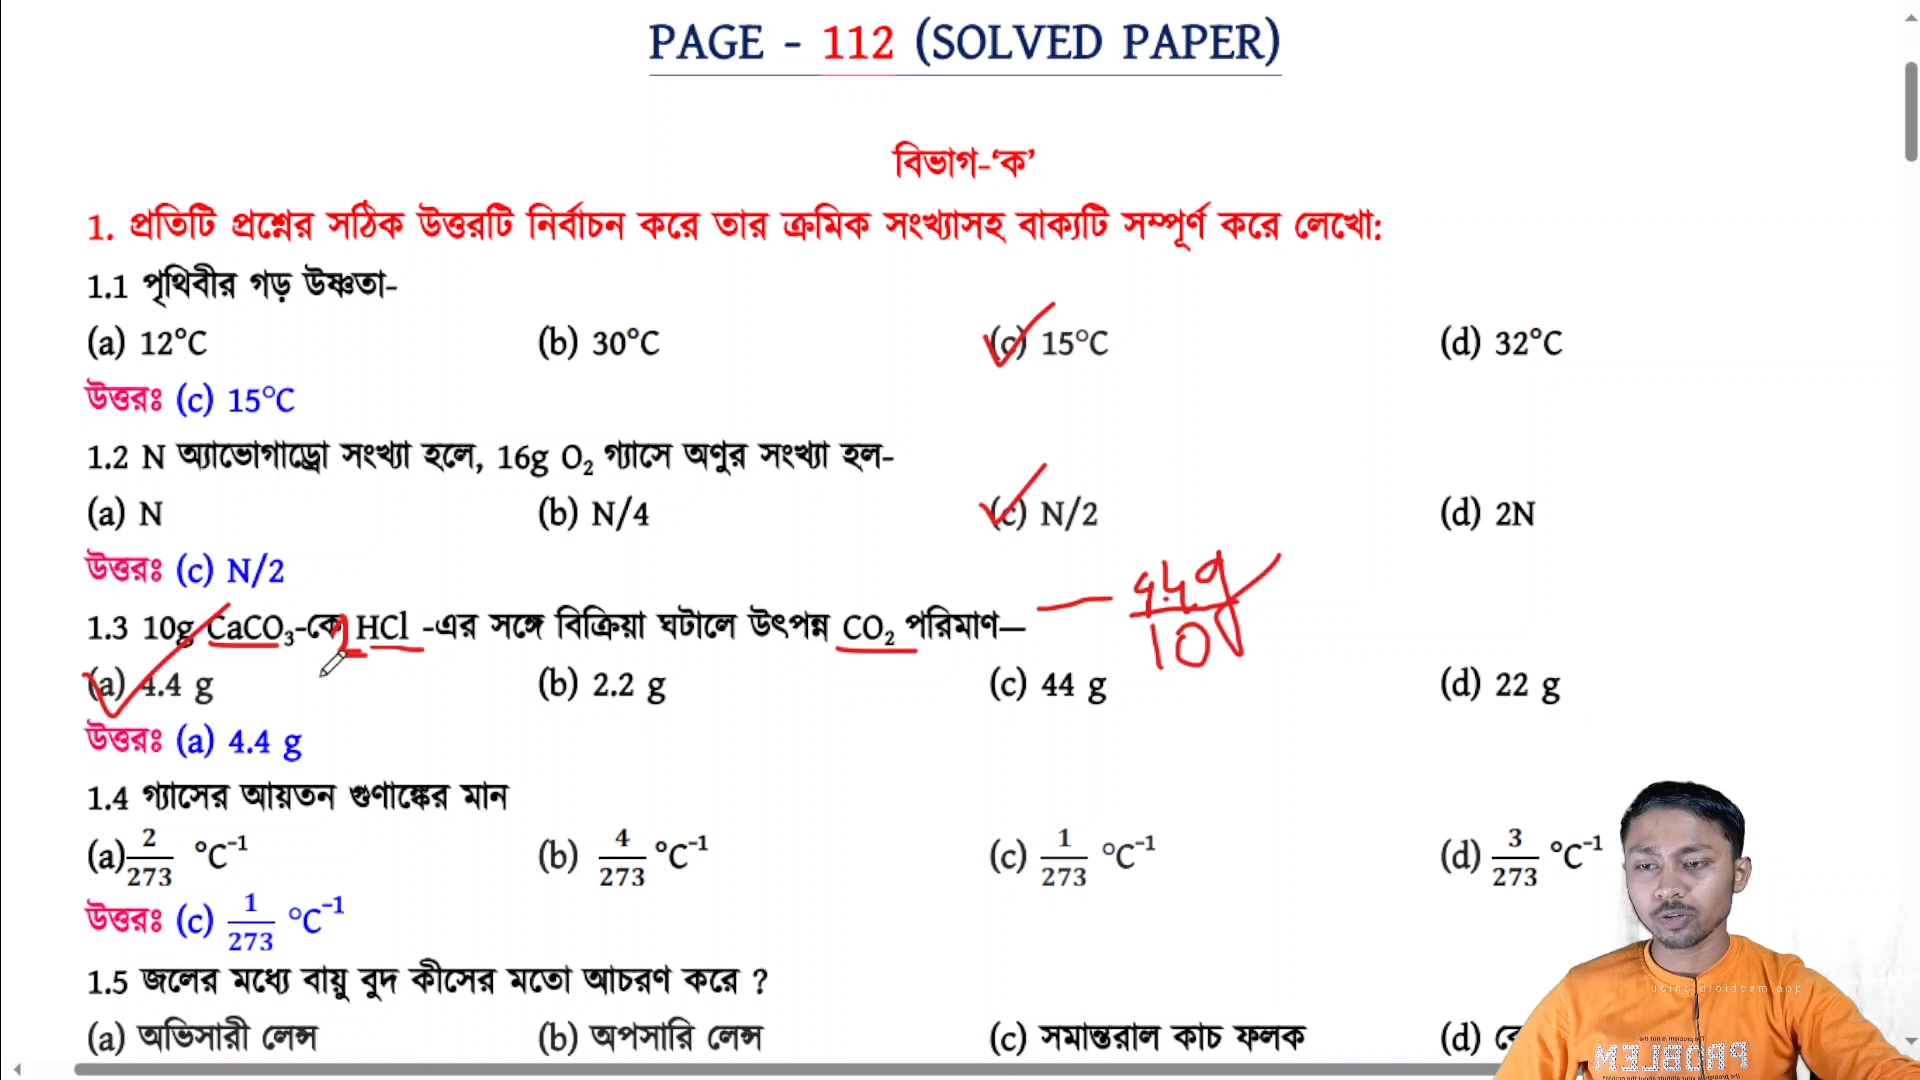 PAGE - 112 (SOLVED PAPER)
বিভাগ-‘ক’
1. প্রতিটি প্রশ্নের সঠিক উত্তরটি নির্বাচন করে তার ক্রমিক সংখ্যাসহ বাক্যটি সম্পূর্ণ করে লেখো:
1.1 পৃথিবীর গড় উষ্ণতা-
(a) 12°C (b) 30°C (c) 15°C (d) 32°C
উত্তরঃ (c) 15°C
1.2 N অ্যাভোগাড্রো সংখ্যা হলে, 16g O₂ গ্যাসে অণুর সংখ্যা হল-
(a) N (b) N/4 (c) N/2 (d) 2N
উত্তরঃ (c) N/2
1.3 10g CaCO₃-কে 2 HCl -এর সঙ্গে বিক্রিয়া ঘটালে উৎপন্ন CO₂ পরিমাণ— 44g/10
(a) 4.4 g (b) 2.2 g (c) 44 g (d) 22 g
উত্তরঃ (a) 4.4 g
1.4 গ্যাসের আয়তন গুণাঙ্কের মান
(a) 2/273 °C⁻¹ (b) 4/273 °C⁻¹ (c) 1/273 °C⁻¹ (d) 3/273 °C⁻¹
উত্তরঃ (c) 1/273 °C⁻¹
1.5 জলের মধ্যে বায়ু বুদ কীসের মতো আচরণ করে ?
(a) অভিসারী লেন্স (b) অপসারি লেন্স (c) সমান্তরাল কাচ ফলক (d)
using droidcam app
PROBLEM